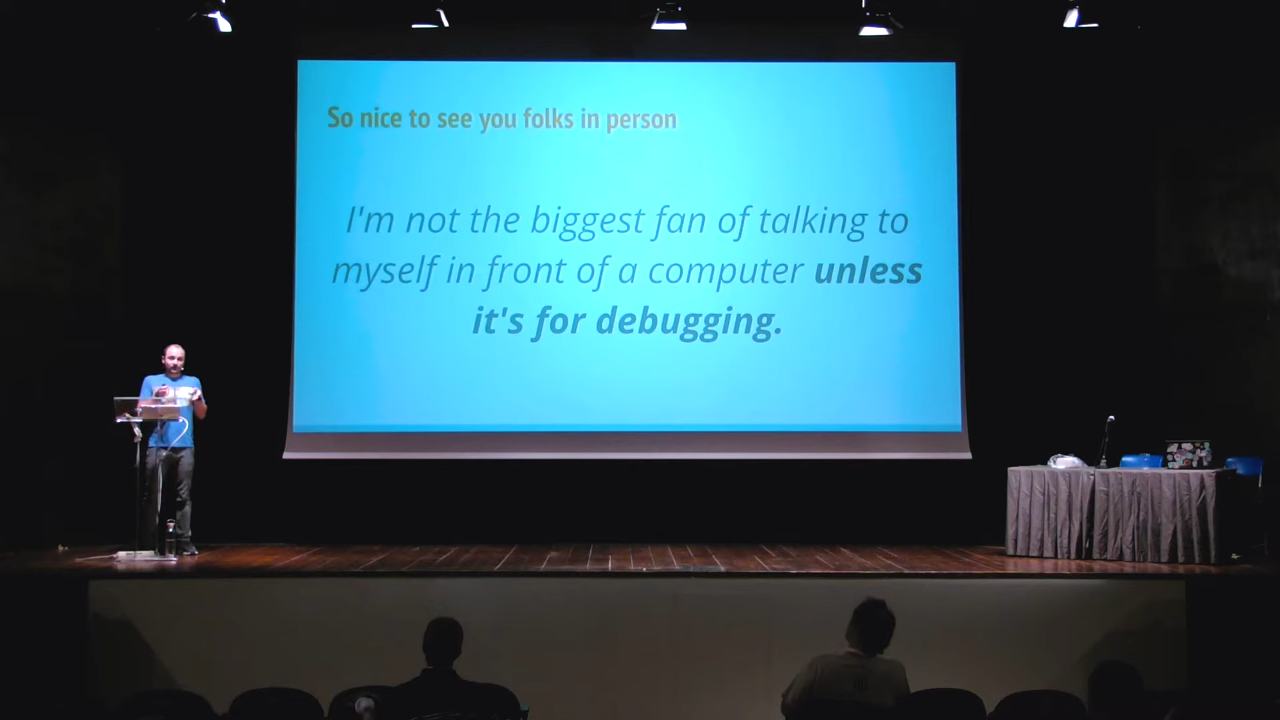 So nice to see you folks in person
I'm not the biggest fan of talking to
myself in front of a computer unless
it's for debugging.